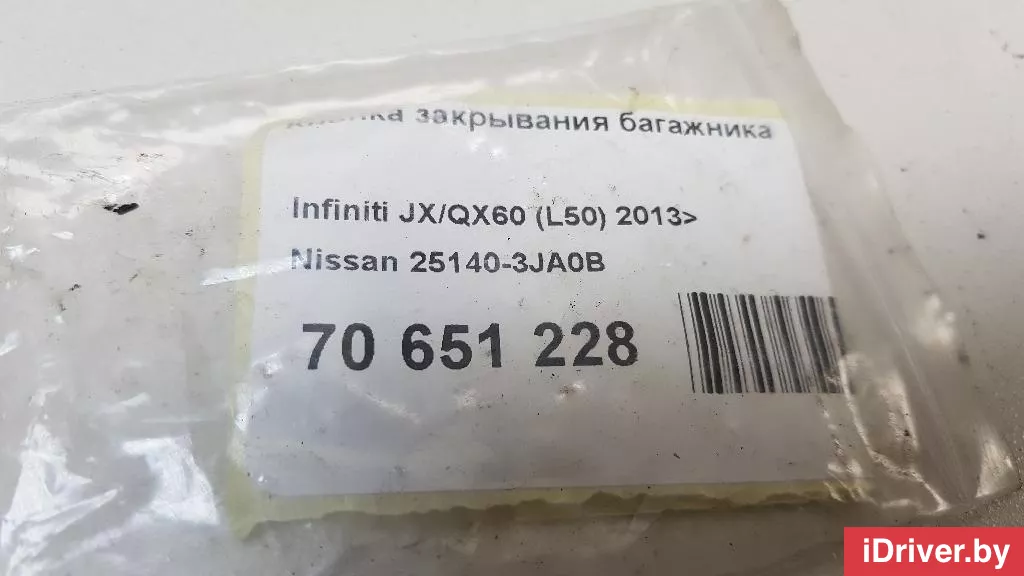 закрывания багажника
Infiniti JX/QX60 (L50) 2013>
Nissan 25140-3JA0B
70 651 228
iDriver.by